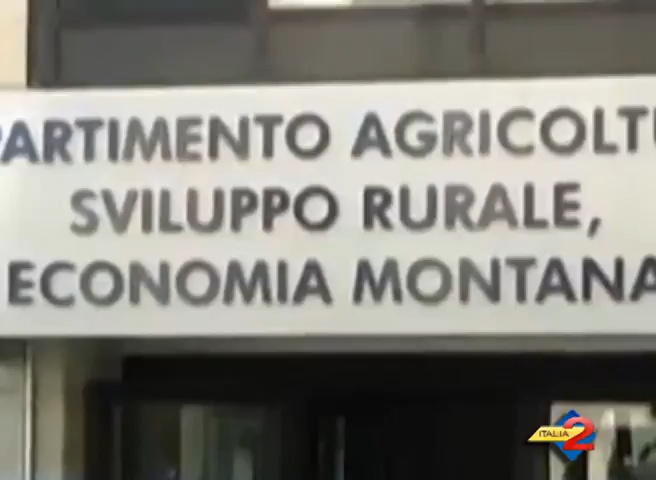 PARTIMENTO AGRICOLTU
SVILUPPO RURALE,
ECONOMIA MONTANA
ITALIA 2